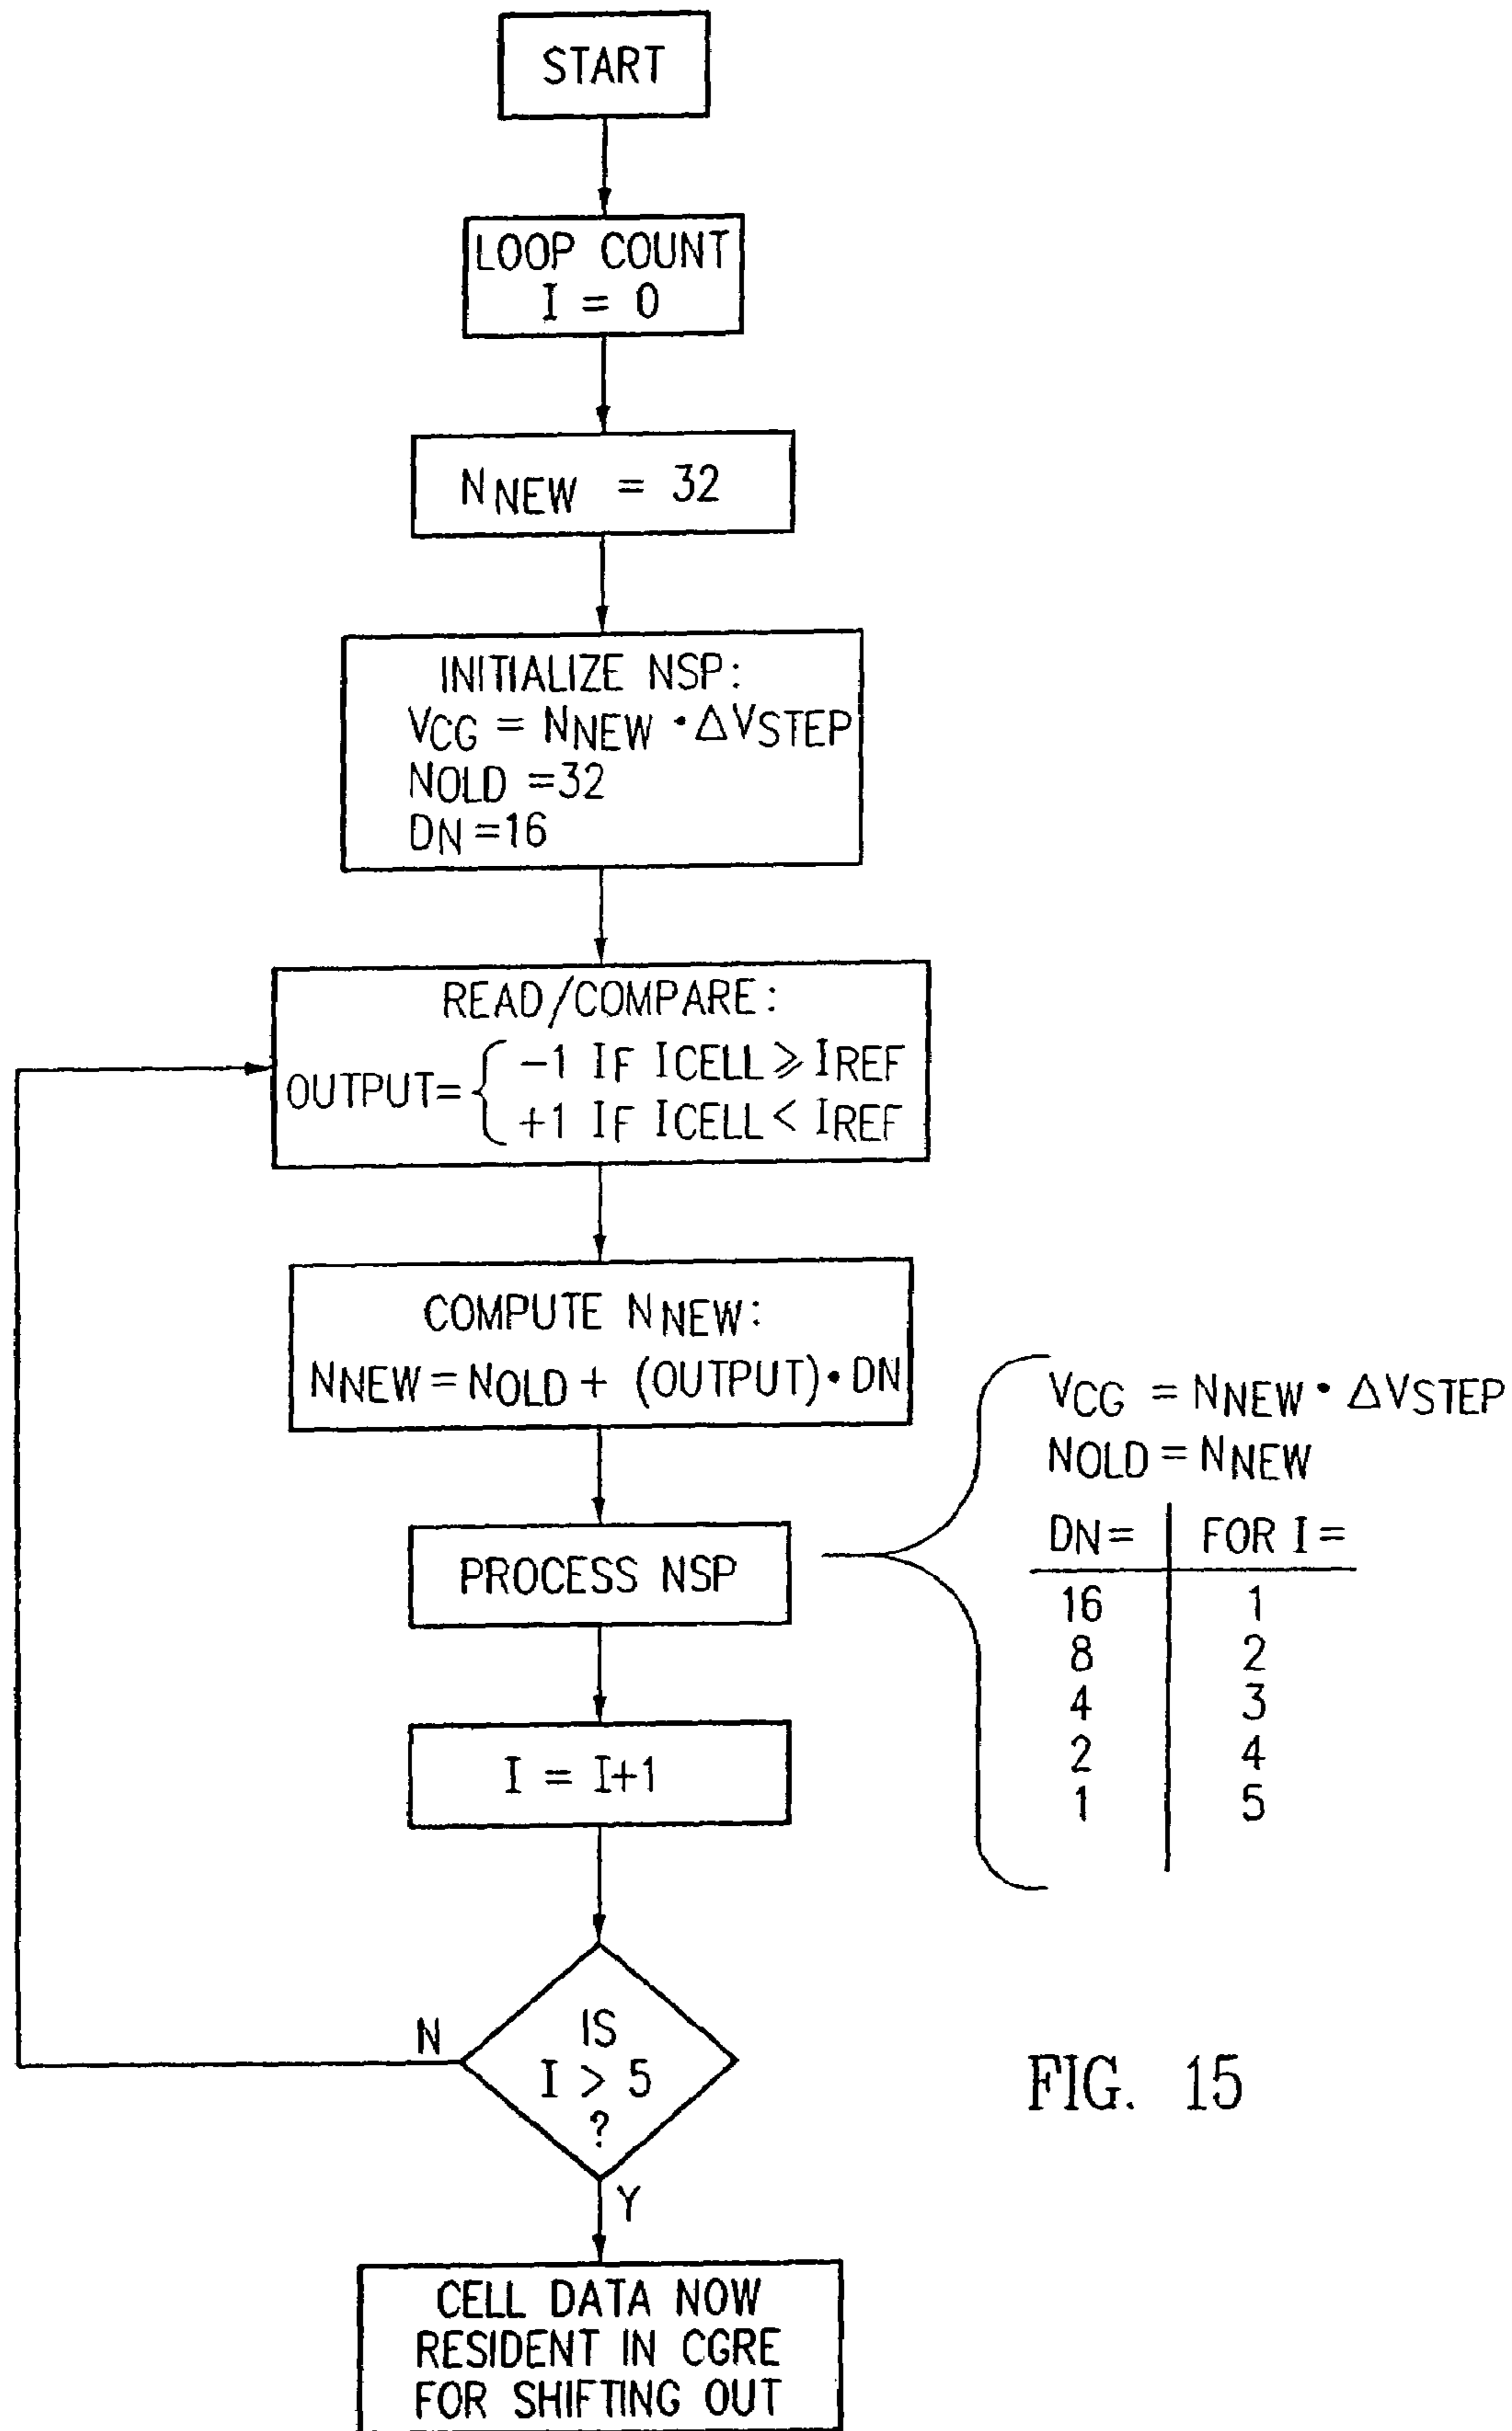 START
LOOP COUNT
I = 0
NNEW = 32
INITIALIZE NSP:
VCG = NNEW · ΔVSTEP
NOLD =32
DN =16
READ/COMPARE:
OUTPUT= { -1 IF ICELL ⩾ IREF
+1 IF ICELL < IREF
COMPUTE NNEW:
NNEW = NOLD + (OUTPUT) · DN
PROCESS NSP
VCG = NNEW · ΔVSTEP
NOLD = NNEW
DN = FOR I =
16 1
8 2
4 3
2 4
1 5
I = I+1
IS
I > 5
?
N
Y
CELL DATA NOW
RESIDENT IN CGRE
FOR SHIFTING OUT
FIG. 15